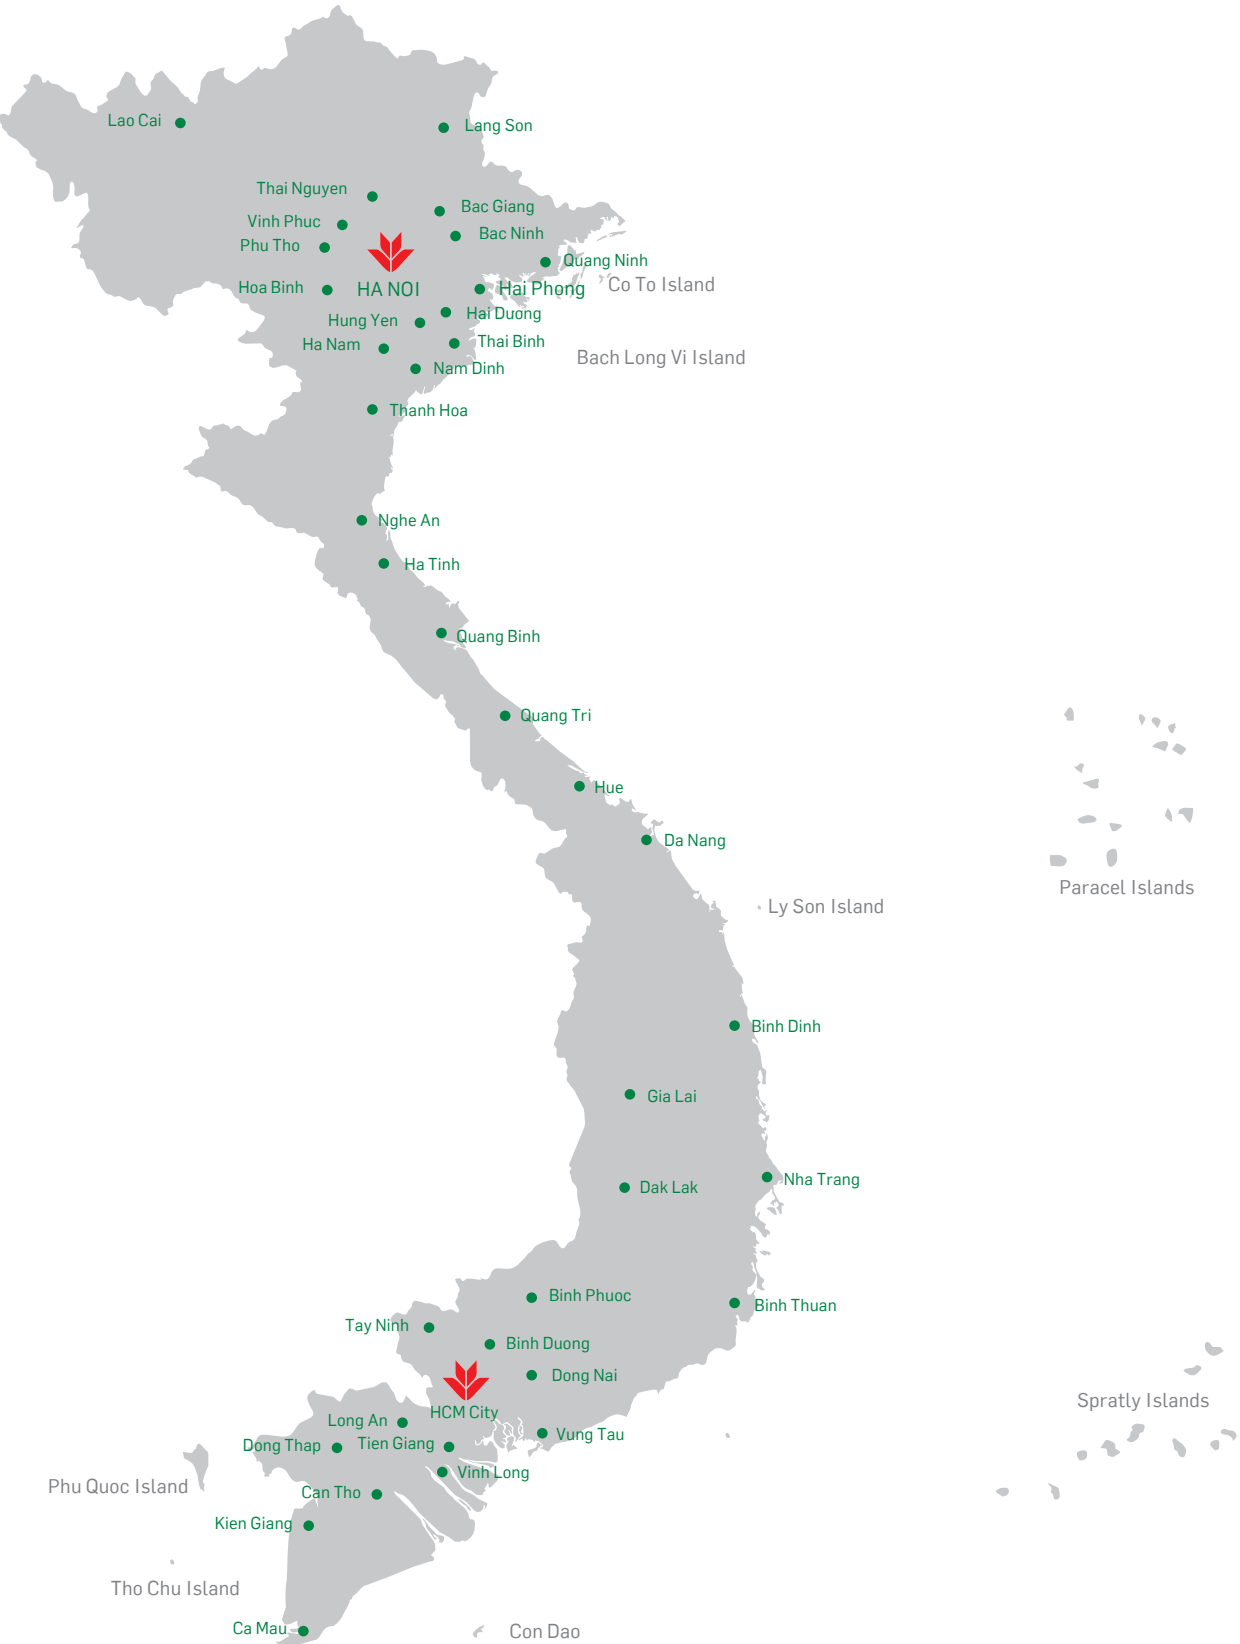 Lao Cai
Lang Son
Thai Nguyen
Bac Giang
Vinh Phuc
Bac Ninh
Phu Tho
Quang Ninh
Co To Island
Hoa Binh
HA NOI
Hai Phong
Hai Duong
Hung Yen
Thai Binh
Ha Nam
Bach Long Vi Island
Nam Dinh
Thanh Hoa
Nghe An
Ha Tinh
Quang Binh
Quang Tri
Hue
Da Nang
Paracel Islands
Ly Son Island
Binh Dinh
Gia Lai
Nha Trang
Dak Lak
Binh Phuoc
Binh Thuan
Tay Ninh
Binh Duong
Dong Nai
Spratly Islands
HCM City
Long An
Vung Tau
Dong Thap
Tien Giang
Vinh Long
Phu Quoc Island
Can Tho
Kien Giang
Tho Chu Island
Ca Mau
Con Dao